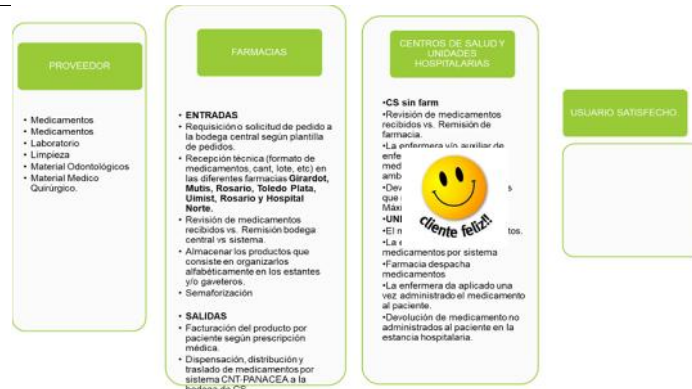 PROVEEDOR
• Medicamentos
• Medicamentos
• Laboratorio
• Limpieza
• Material Odontológicos
• Material Medico
Quirúrgico.
FARMACIAS
• ENTRADAS
• Requisición o solicitud de pedido a
la bodega central según plantilla
de pedidos.
• Recepción técnica (formato de
medicamentos, cant, lote, etc) en
las diferentes farmacias Girardot,
Mutis, Rosario, Toledo Plata,
Uimist, Rosario y Hospital
Norte.
• Revisión de medicamentos
recibidos vs. Remisión bodega
central vs sistema.
• Almacenar los productos que
consiste en organizarlos
alfabéticamente en los estantes
y/o gaveteros.
• Semaforización
• SALIDAS
• Facturación del producto por
paciente según prescripción
médica.
• Dispensación, distribución y
traslado de medicamentos por
sistema CNT-PANACEA a la
bodega de CS
CENTROS DE SALUD Y
UNIDADES
HOSPITALARIAS
•CS sin farm
•Revisión de medicamentos
recibidos vs. Remisión de
farmacia.
•La enfermera y/o auxiliar de
medicamentos por sistema
•Farmacia despacha
medicamentos
•La enfermera da aplicado una
vez administrado el medicamento
al paciente.
•Devolución de medicamento no
administrados al paciente en la
estancia hospitalaria.
cliente feliz!!
USUARIO SATISFECHO